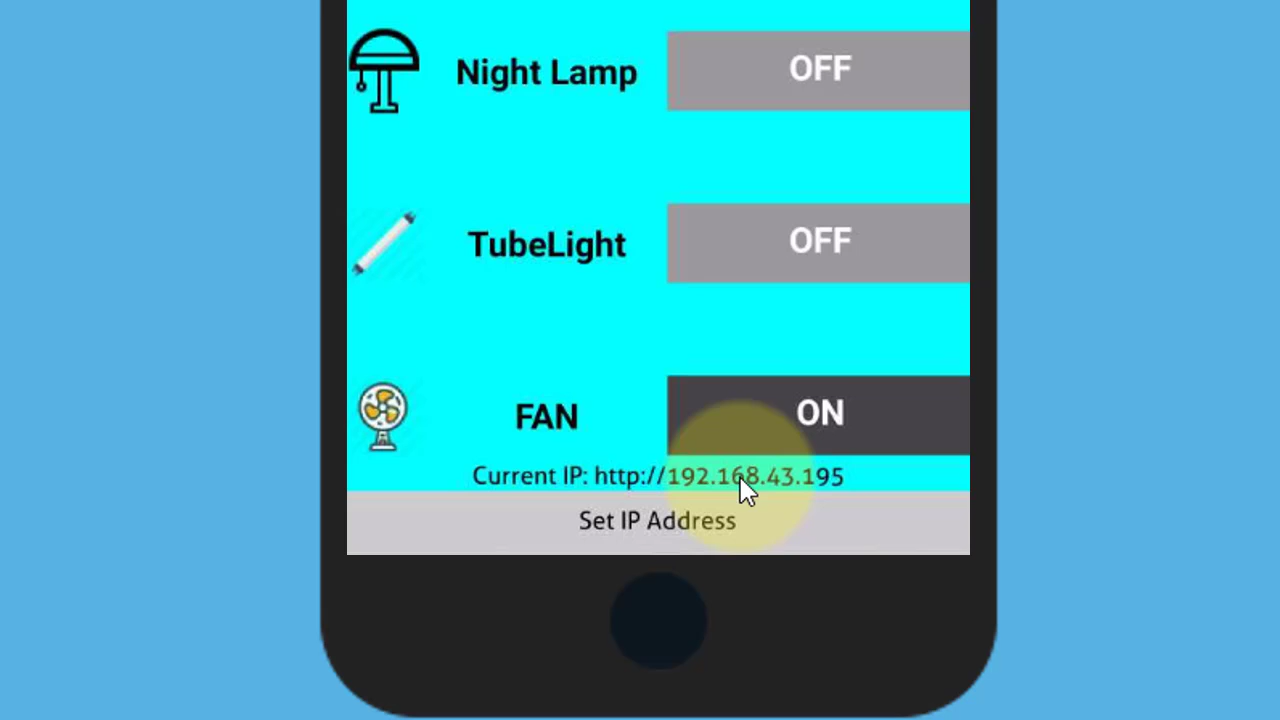 Night Lamp OFF
TubeLight OFF
FAN ON
Current IP: http://192.168.43.195
Set IP Address